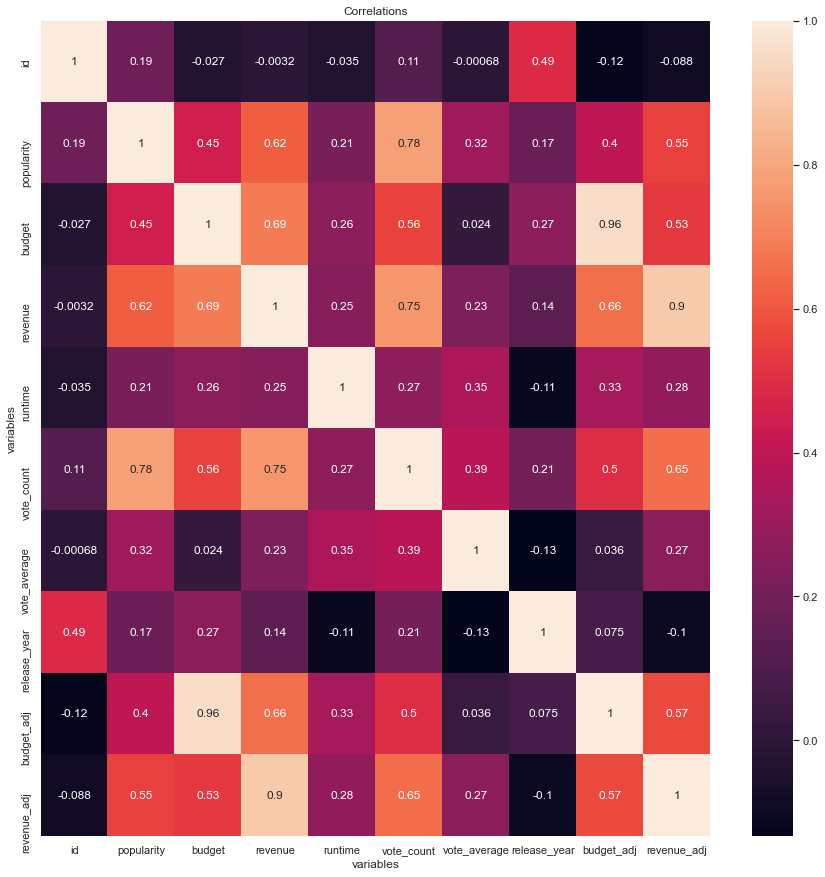 Correlations
id 1 0.19 -0.027 -0.0032 -0.035 0.11 -0.00068 0.49 -0.12 -0.088
popularity 0.19 1 0.45 0.62 0.21 0.78 0.32 0.17 0.4 0.55
budget -0.027 0.45 1 0.69 0.26 0.56 0.024 0.27 0.96 0.53
revenue -0.0032 0.62 0.69 1 0.25 0.75 0.23 0.14 0.66 0.9
runtime -0.035 0.21 0.26 0.25 1 0.27 0.35 -0.11 0.33 0.28
variables
vote_count 0.11 0.78 0.56 0.75 0.27 1 0.39 0.21 0.5 0.65
vote_average -0.00068 0.32 0.024 0.23 0.35 0.39 1 -0.13 0.036 0.27
release_year 0.49 0.17 0.27 0.14 -0.11 0.21 -0.13 1 0.075 -0.1
budget_adj -0.12 0.4 0.96 0.66 0.33 0.5 0.036 0.075 1 0.57
revenue_adj -0.088 0.55 0.53 0.9 0.28 0.65 0.27 -0.1 0.57 1
id popularity budget revenue runtime vote_count vote_average release_year budget_adj revenue_adj
variables
1.0
0.8
0.6
0.4
0.2
0.0